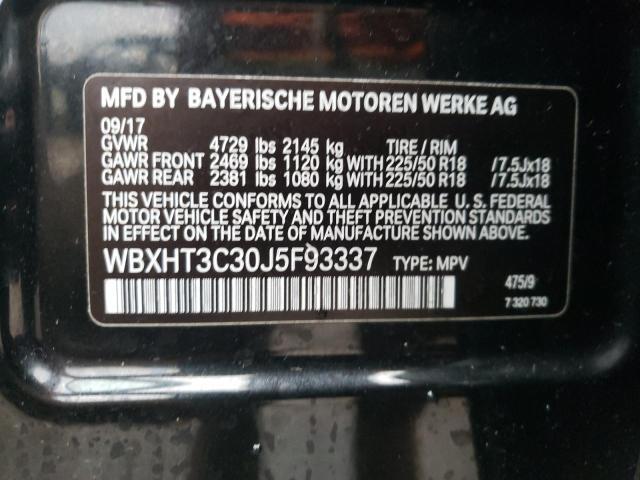 MFD BY BAYERISCHE MOTOREN WERKE AG
09/17
GVWR 4729 lbs 2145 kg TIRE / RIM
GAWR FRONT 2469 lbs 1120 kg WITH 225/50 R18 /7.5Jx18
GAWR REAR 2381 lbs 1080 kg WITH 225/50 R18 /7.5Jx18
THIS VEHICLE CONFORMS TO ALL APPLICABLE U. S. FEDERAL
MOTOR VEHICLE SAFETY AND THEFT PREVENTION STANDARDS
IN EFFECT ON THE DATE OF MANUFACTURE SHOWN ABOVE.
WBXHT3C30J5F93337 TYPE: MPV
475/9
7 320 730